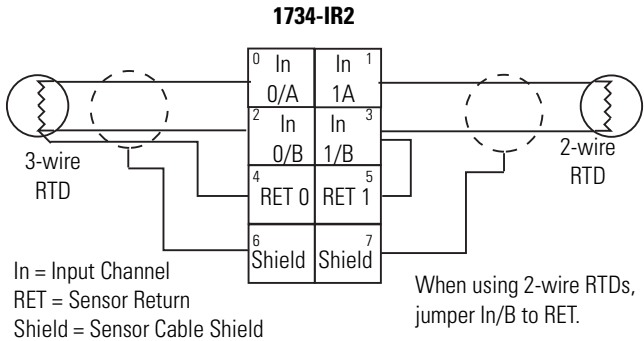 1734-IR2
0 In 0/A
In 1 1A
2 In 0/B
In 3 1/B
4 RET 0
5 RET 1
6 Shield
7 Shield
3-wire
RTD
2-wire
RTD
In = Input Channel
RET = Sensor Return
Shield = Sensor Cable Shield
When using 2-wire RTDs,
jumper In/B to RET.